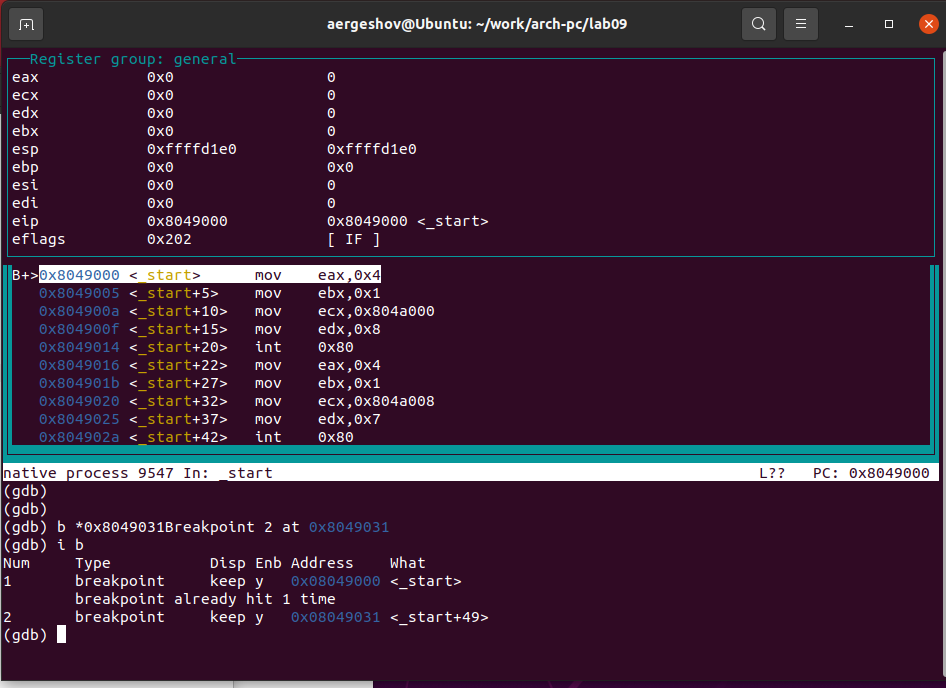 aergeshov@Ubuntu: ~/work/arch-pc/lab09
Register group: general
eax 0x0 0
ecx 0x0 0
edx 0x0 0
ebx 0x0 0
esp 0xffffd1e0 0xffffd1e0
ebp 0x0 0x0
esi 0x0 0
edi 0x0 0
eip 0x8049000 0x8049000 <_start>
eflags 0x202 [ IF ]
B+>0x8049000 <_start> mov eax,0x4
0x8049005 <_start+5> mov ebx,0x1
0x804900a <_start+10> mov ecx,0x804a000
0x804900f <_start+15> mov edx,0x8
0x8049014 <_start+20> int 0x80
0x8049016 <_start+22> mov eax,0x4
0x804901b <_start+27> mov ebx,0x1
0x8049020 <_start+32> mov ecx,0x804a008
0x8049025 <_start+37> mov edx,0x7
0x804902a <_start+42> int 0x80
native process 9547 In: _start L?? PC: 0x8049000
(gdb)
(gdb)
(gdb) b *0x8049031Breakpoint 2 at 0x8049031
(gdb) i b
Num Type Disp Enb Address What
1 breakpoint keep y 0x08049000 <_start>
breakpoint already hit 1 time
2 breakpoint keep y 0x08049031 <_start+49>
(gdb)